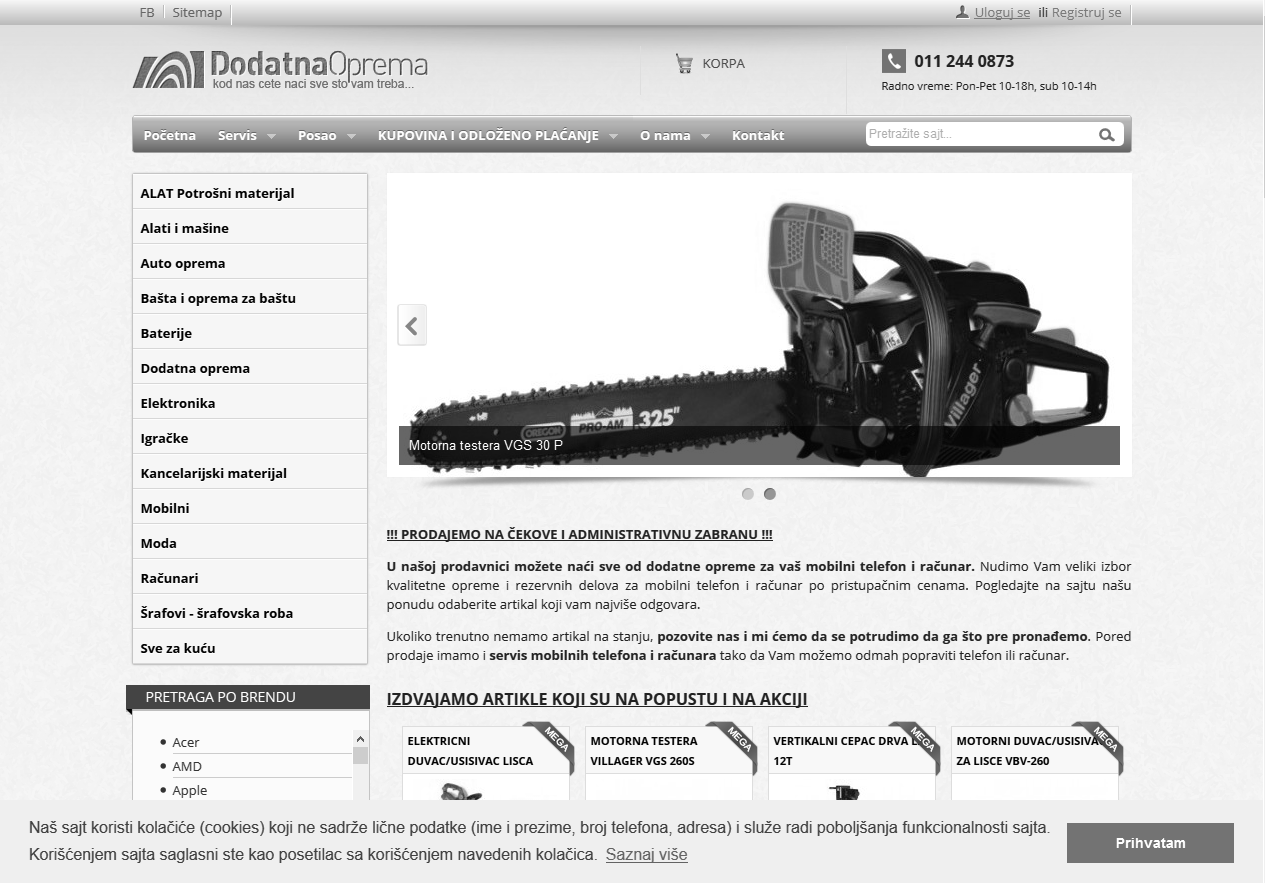 FB Sitemap
Uloguj se ili Registruj se
DodatnaOprema
kod nas cete naci sve sto vam treba...
KORPA
011 244 0873
Radno vreme: Pon-Pet 10-18h, sub 10-14h
Početna Servis Posao KUPOVINA I ODLOŽENO PLAĆANJE O nama Kontakt
Pretražite sajt...
ALAT Potrošni materijal
Alati i mašine
Auto oprema
Bašta i oprema za baštu
Baterije
Dodatna oprema
Elektronika
Igračke
Kancelarijski materijal
Mobilni
Moda
Računari
Šrafovi - šrafovska roba
Sve za kuću
115
Villager
OREGON PRO-AM .325"
Motorna testera VGS 30 P
!!! PRODAJEMO NA ČEKOVE I ADMINISTRATIVNU ZABRANU !!!
U našoj prodavnici možete naći sve od dodatne opreme za vaš mobilni telefon i računar. Nudimo Vam veliki izbor
kvalitetne opreme i rezervnih delova za mobilni telefon i računar po pristupačnim cenama. Pogledajte na sajtu našu
ponudu odaberite artikal koji vam najviše odgovara.
Ukoliko trenutno nemamo artikal na stanju, pozovite nas i mi ćemo da se potrudimo da ga što pre pronađemo. Pored
prodaje imamo i servis mobilnih telefona i računara tako da Vam možemo odmah popraviti telefon ili računar.
PRETRAGA PO BRENDU
Acer
AMD
Apple
IZDVAJAMO ARTIKLE KOJI SU NA POPUSTU I NA AKCIJI
ELEKTRICNI
DUVAC/USISIVAC LISCA
MEGA
MOTORNA TESTERA
VILLAGER VGS 260S
MEGA
VERTIKALNI CEPAC DRVA
12T
MEGA
MOTORNI DUVAC/USISIVAC
ZA LISCE VBV-260
MEGA
Naš sajt koristi kolačiće (cookies) koji ne sadrže lične podatke (ime i prezime, broj telefona, adresa) i služe radi poboljšanja funkcionalnosti sajta.
Korišćenjem sajta saglasni ste kao posetilac sa korišćenjem navedenih kolačica. Saznaj više
Prihvatam